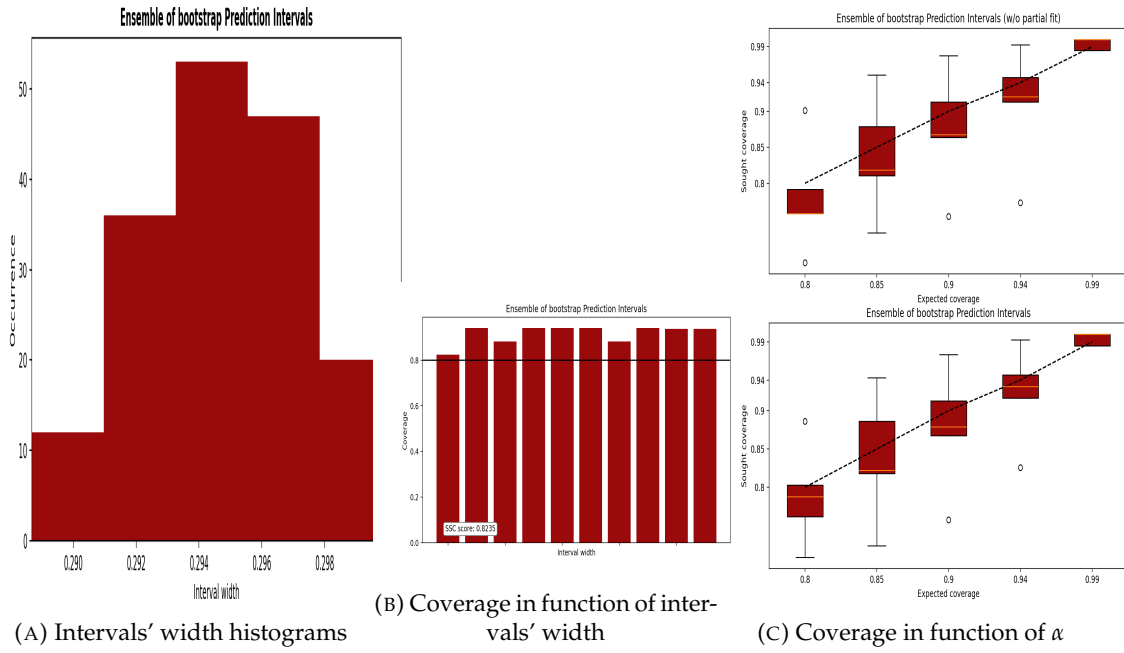 Ensemble of bootstrap Prediction Intervals
50
40
30
20
10
0
Occurrence
0.290 0.292 0.294 0.296 0.298
Interval width
(A) Intervals' width histograms
Ensemble of bootstrap Prediction Intervals
0.8
0.6
0.4
0.2
0.0
Coverage
SSC score: 0.8235
Interval width
(B) Coverage in function of inter-
vals' width
Ensemble of bootstrap Prediction Intervals (w/o partial fit)
0.99
0.94
0.9
0.85
0.8
Sought coverage
0.8 0.85 0.9 0.94 0.99
Expected coverage
Ensemble of bootstrap Prediction Intervals
0.99
0.94
0.9
0.85
0.8
Sought coverage
0.8 0.85 0.9 0.94 0.99
Expected coverage
(C) Coverage in function of α